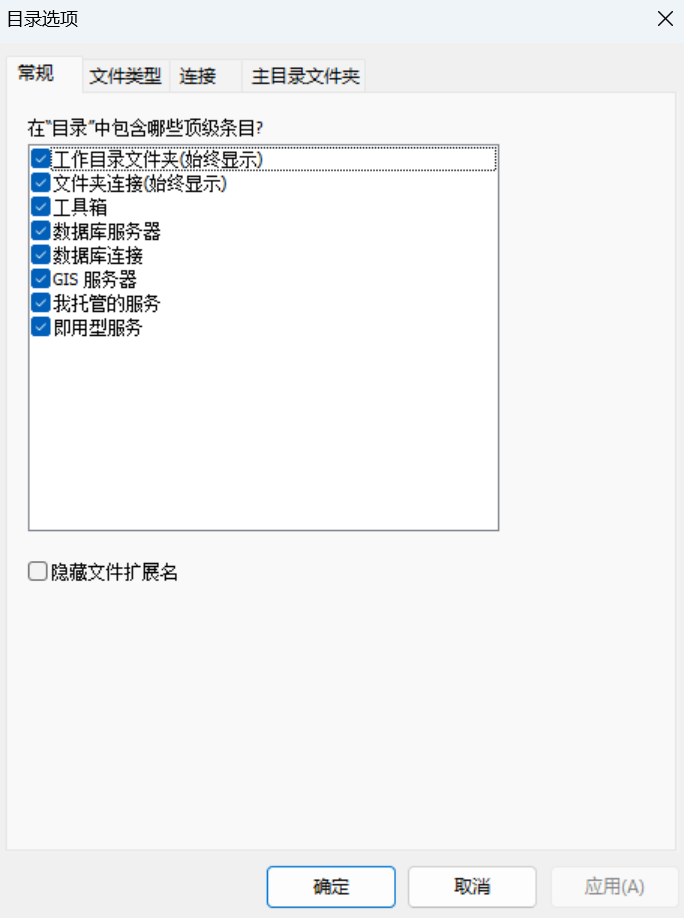 目录选项
常规 文件类型 连接 主目录文件夹
在“目录”中包含哪些顶级条目?
工作目录文件夹(始终显示)
文件夹连接(始终显示)
工具箱
数据库服务器
数据库连接
GIS 服务器
我托管的服务
即用型服务
隐藏文件扩展名
确定 取消 应用(A)